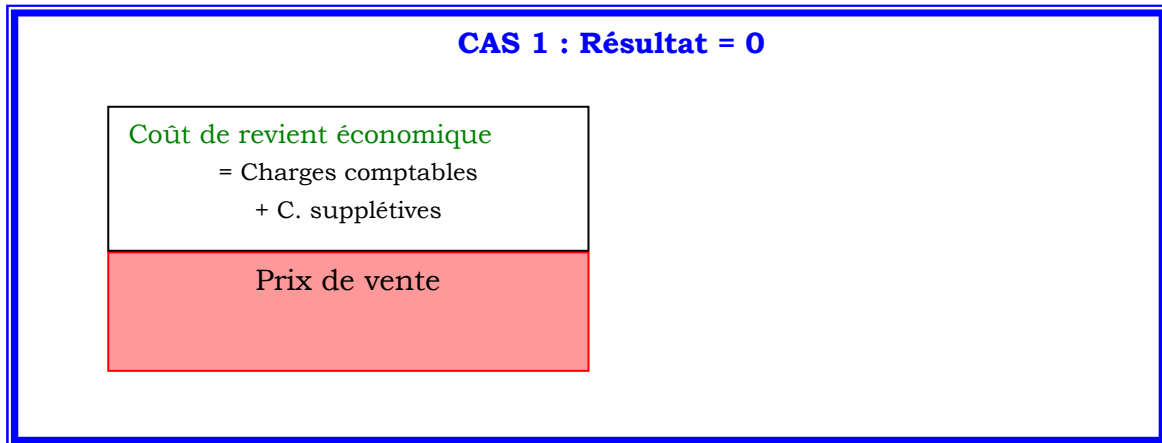 CAS 1 : Résultat = 0
Coût de revient économique
= Charges comptables
+ C. supplétives
Prix de vente